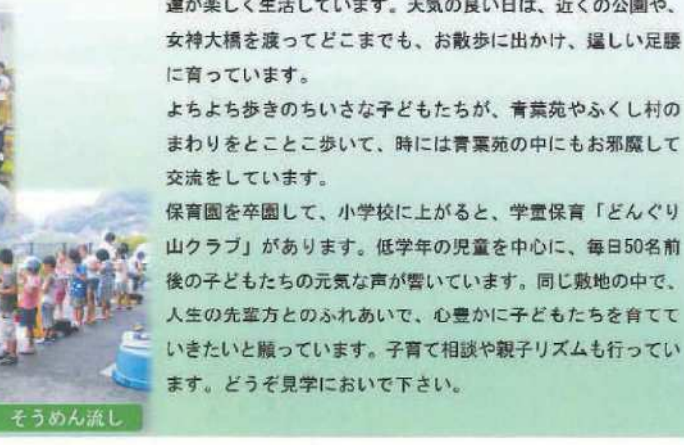 達が楽しく生活しています。天気の良い日は、近くの公園や、
女神大橋を渡ってどこまでも、お散歩に出かけ、逞しい足腰
に育っています。
よちよち歩きのちいさな子どもたちが、青葉苑やふくし村の
まわりをとことこ歩いて、時には青葉苑の中にもお邪魔して
交流をしています。
保育園を卒園して、小学校に上がると、学童保育「どんぐり
山クラブ」があります。低学年の児童を中心に、毎日50名前
後の子どもたちの元気な声が響いています。同じ敷地の中で、
人生の先輩方とのふれあいで、心豊かに子どもたちを育てて
いきたいと願っています。子育て相談や親子リズムも行ってい
ます。どうぞ見学においで下さい。
そうめん流し